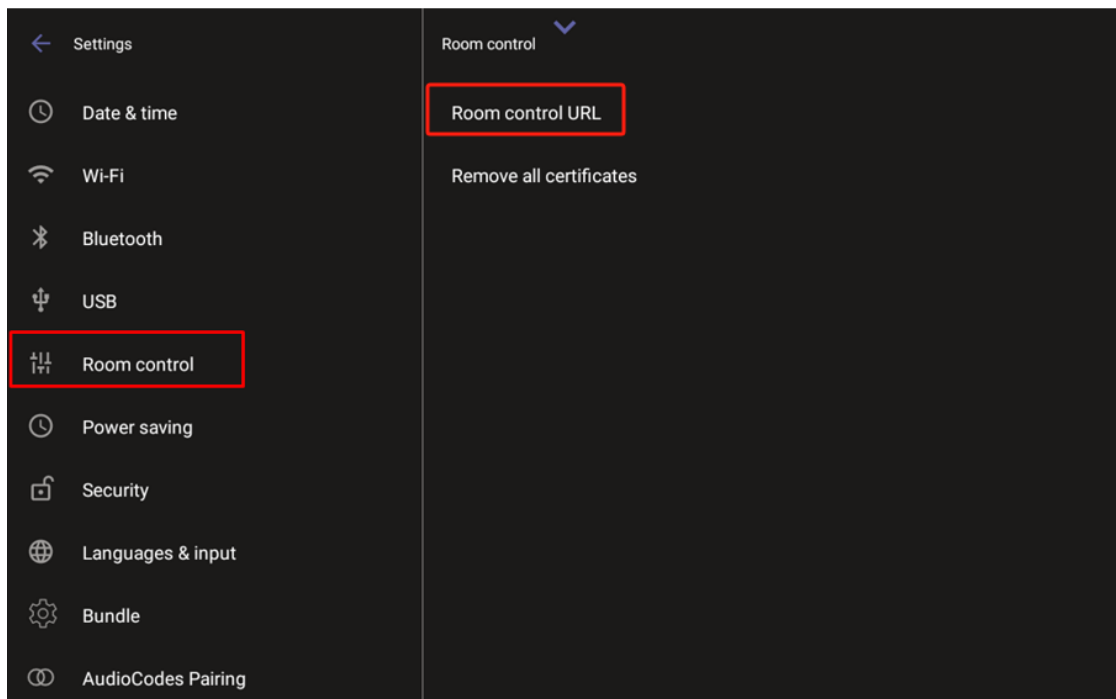 Settings
Date & time
Wi-Fi
Bluetooth
USB
Room control
Power saving
Security
Languages & input
Bundle
AudioCodes Pairing
Room control
Room control URL
Remove all certificates